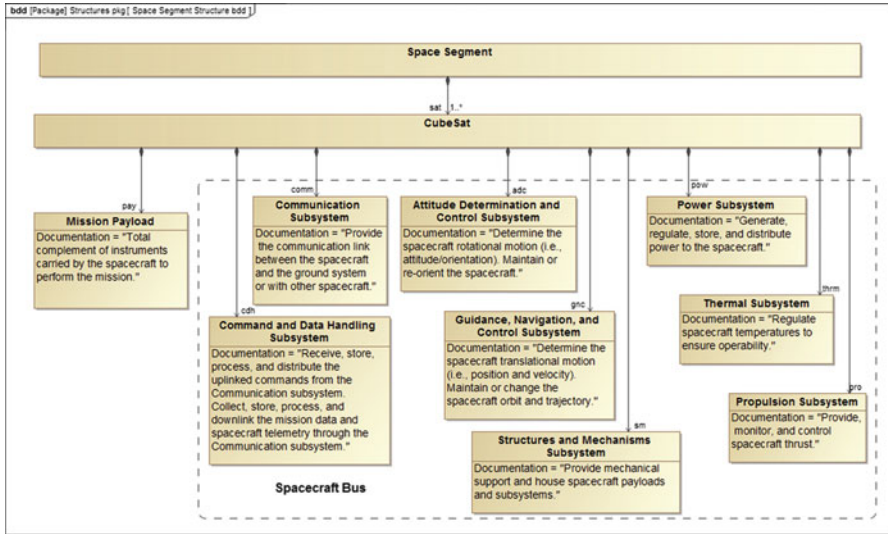 bdd [Package] Structures pkg [ Space Segment Structure bdd ]
Space Segment
sat 1..*
CubeSat
pay
comm
adc
pow
Mission Payload
Documentation = "Total
complement of instruments
carried by the spacecraft to
perform the mission."
Communication
Subsystem
Documentation = "Provide
the communication link
between the spacecraft
and the ground system
or with other spacecraft."
Attitude Determination and
Control Subsystem
Documentation = "Determine the
spacecraft rotational motion (i.e.,
attitude/orientation). Maintain or
re-orient the spacecraft."
Power Subsystem
Documentation = "Generate,
regulate, store, and distribute
power to the spacecraft."
cdh
gnc
thrm
Command and Data Handling
Subsystem
Documentation = "Receive, store,
process, and distribute the
uplinked commands from the
Communication subsystem.
Collect, store, process, and
downlink the mission data and
spacecraft telemetry through the
Communication subsystem."
Guidance, Navigation, and
Control Subsystem
Documentation = "Determine the
spacecraft translational motion
(i.e., position and velocity).
Maintain or change the
spacecraft orbit and trajectory."
Thermal Subsystem
Documentation = "Regulate
spacecraft temperatures to
ensure operability."
pro
Propulsion Subsystem
Documentation = "Provide,
monitor, and control
spacecraft thrust."
sm
Structures and Mechanisms
Subsystem
Documentation = "Provide mechanical
support and house spacecraft payloads
and subsystems."
Spacecraft Bus